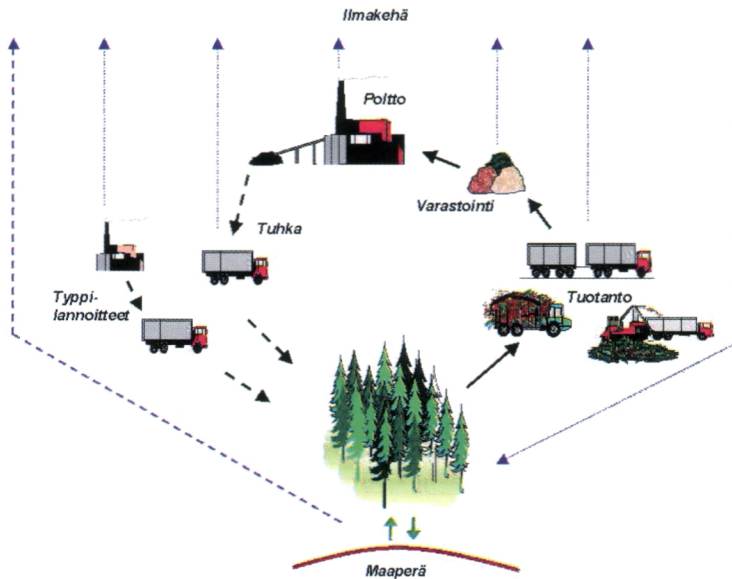 Ilmakehä
Poltto
Varastointi
Tuhka
Tuotanto
Typpi-
lannoitteet
Maaperä